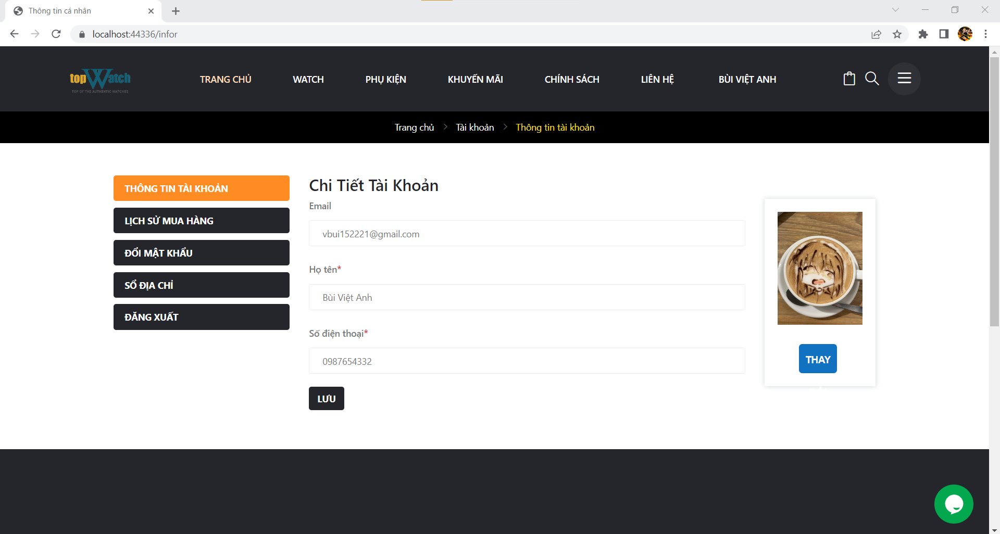 Thông tin cá nhân
localhost:44336/infor
topWatch
TOP OF THE AUTHENTIC WATCHES
TRANG CHỦ WATCH PHỤ KIỆN KHUYẾN MÃI CHÍNH SÁCH LIÊN HỆ BÙI VIỆT ANH
Trang chủ > Tài khoản > Thông tin tài khoản
THÔNG TIN TÀI KHOẢN
LỊCH SỬ MUA HÀNG
ĐỔI MẬT KHẨU
SỔ ĐỊA CHỈ
ĐĂNG XUẤT
Chi Tiết Tài Khoản
Email
vbui152221@gmail.com
Họ tên*
Bùi Việt Anh
Số điện thoại*
0987654332
LƯU
THAY